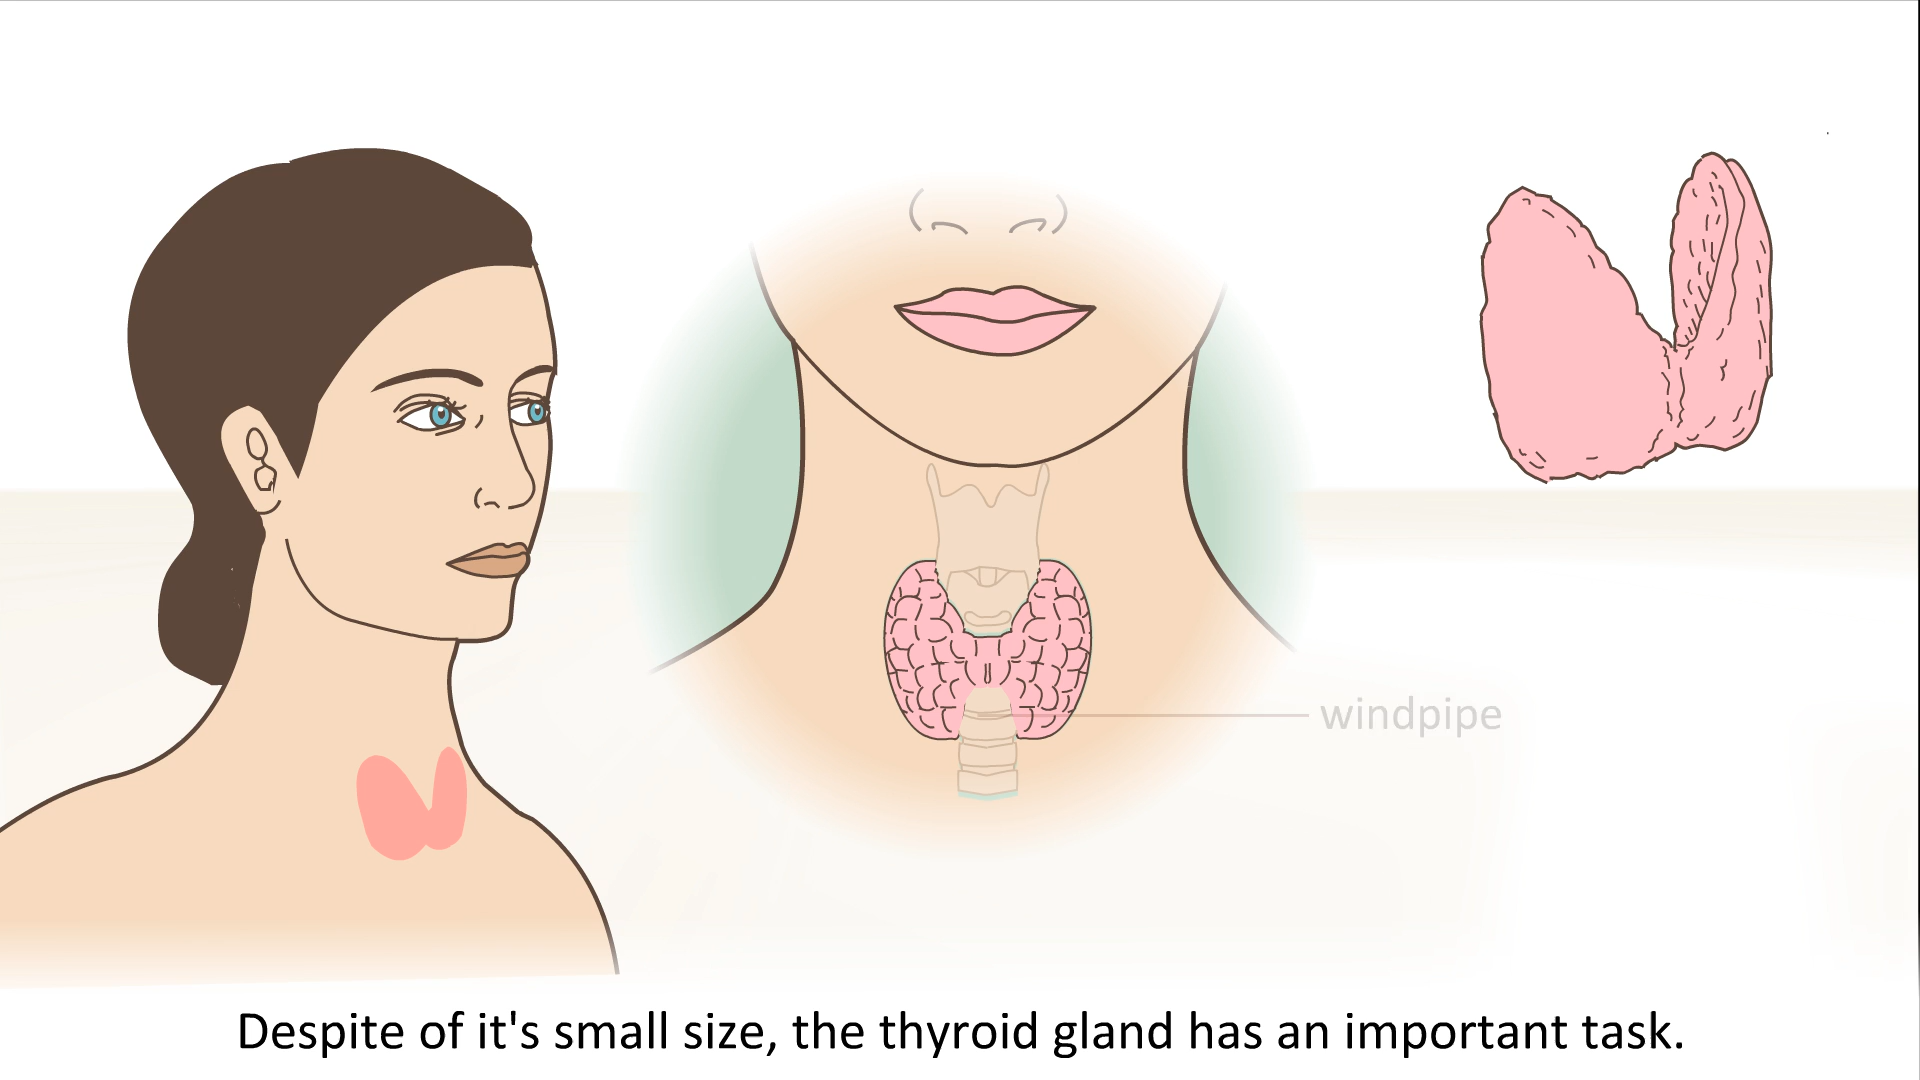 windpipe
Despite of it's small size, the thyroid gland has an important task.